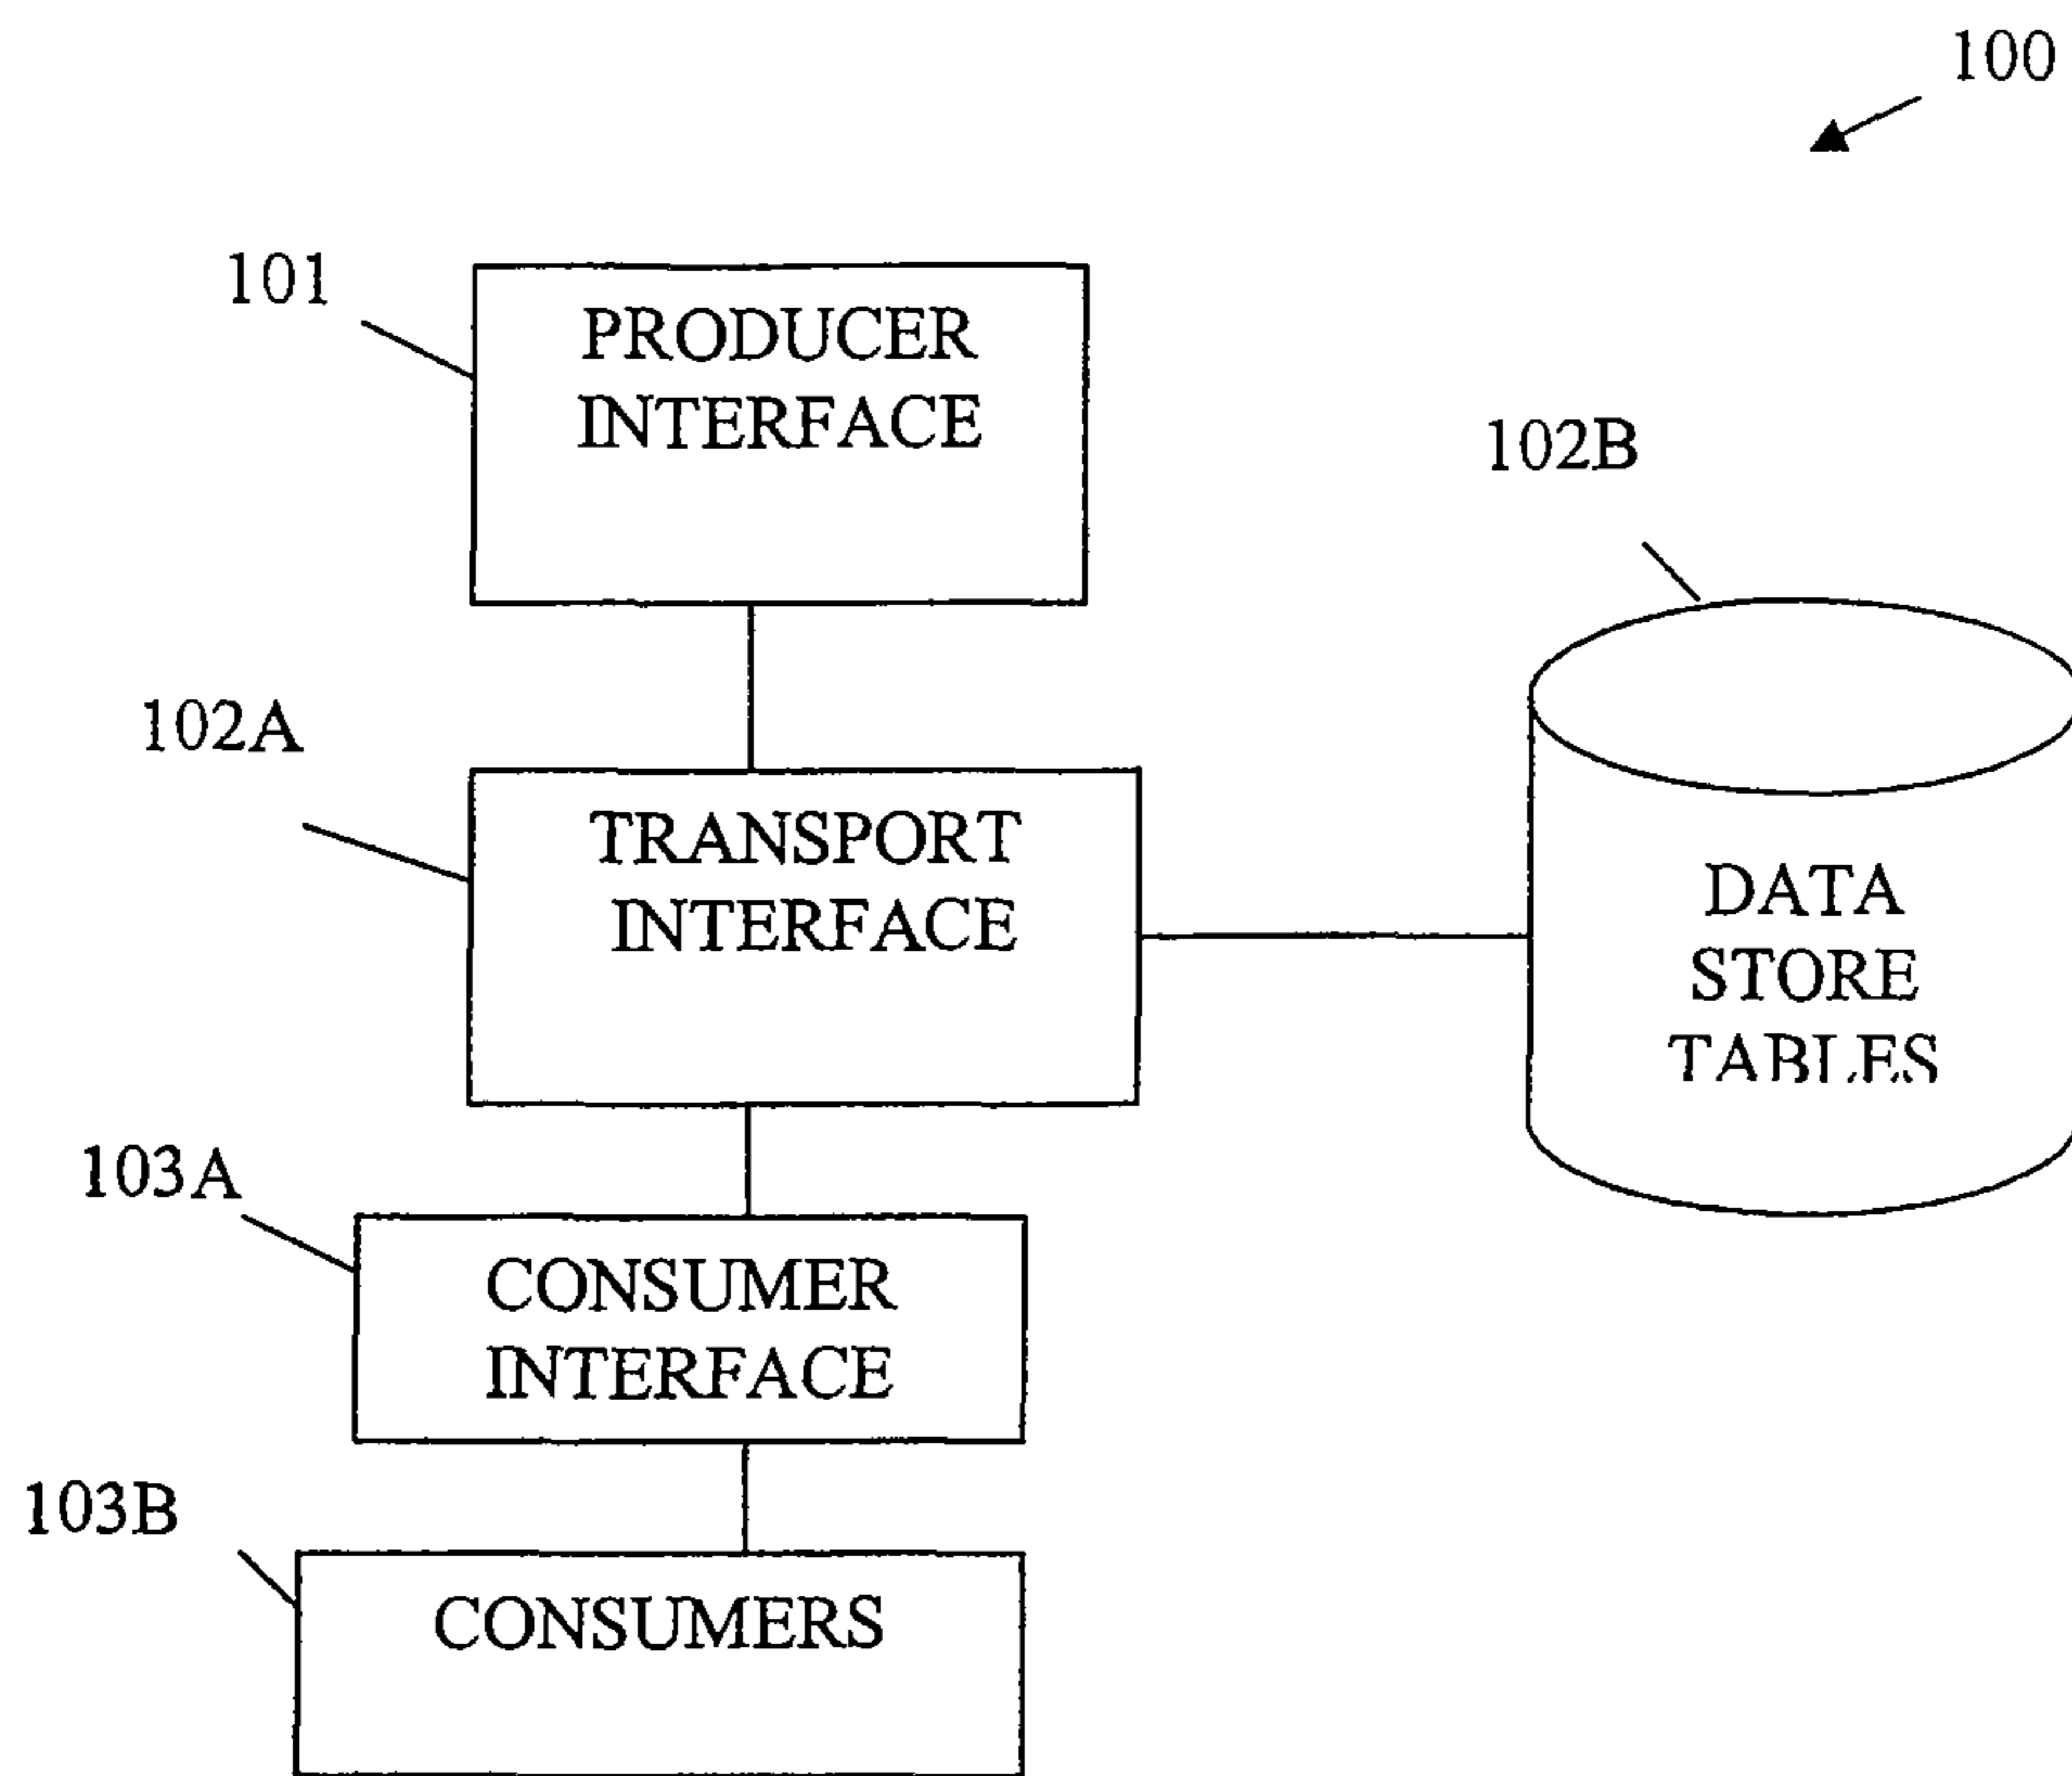 100
101
PRODUCER
INTERFACE
102B
102A
TRANSPORT
INTERFACE
DATA
STORE
TABLES
103A
CONSUMER
INTERFACE
103B
CONSUMERS